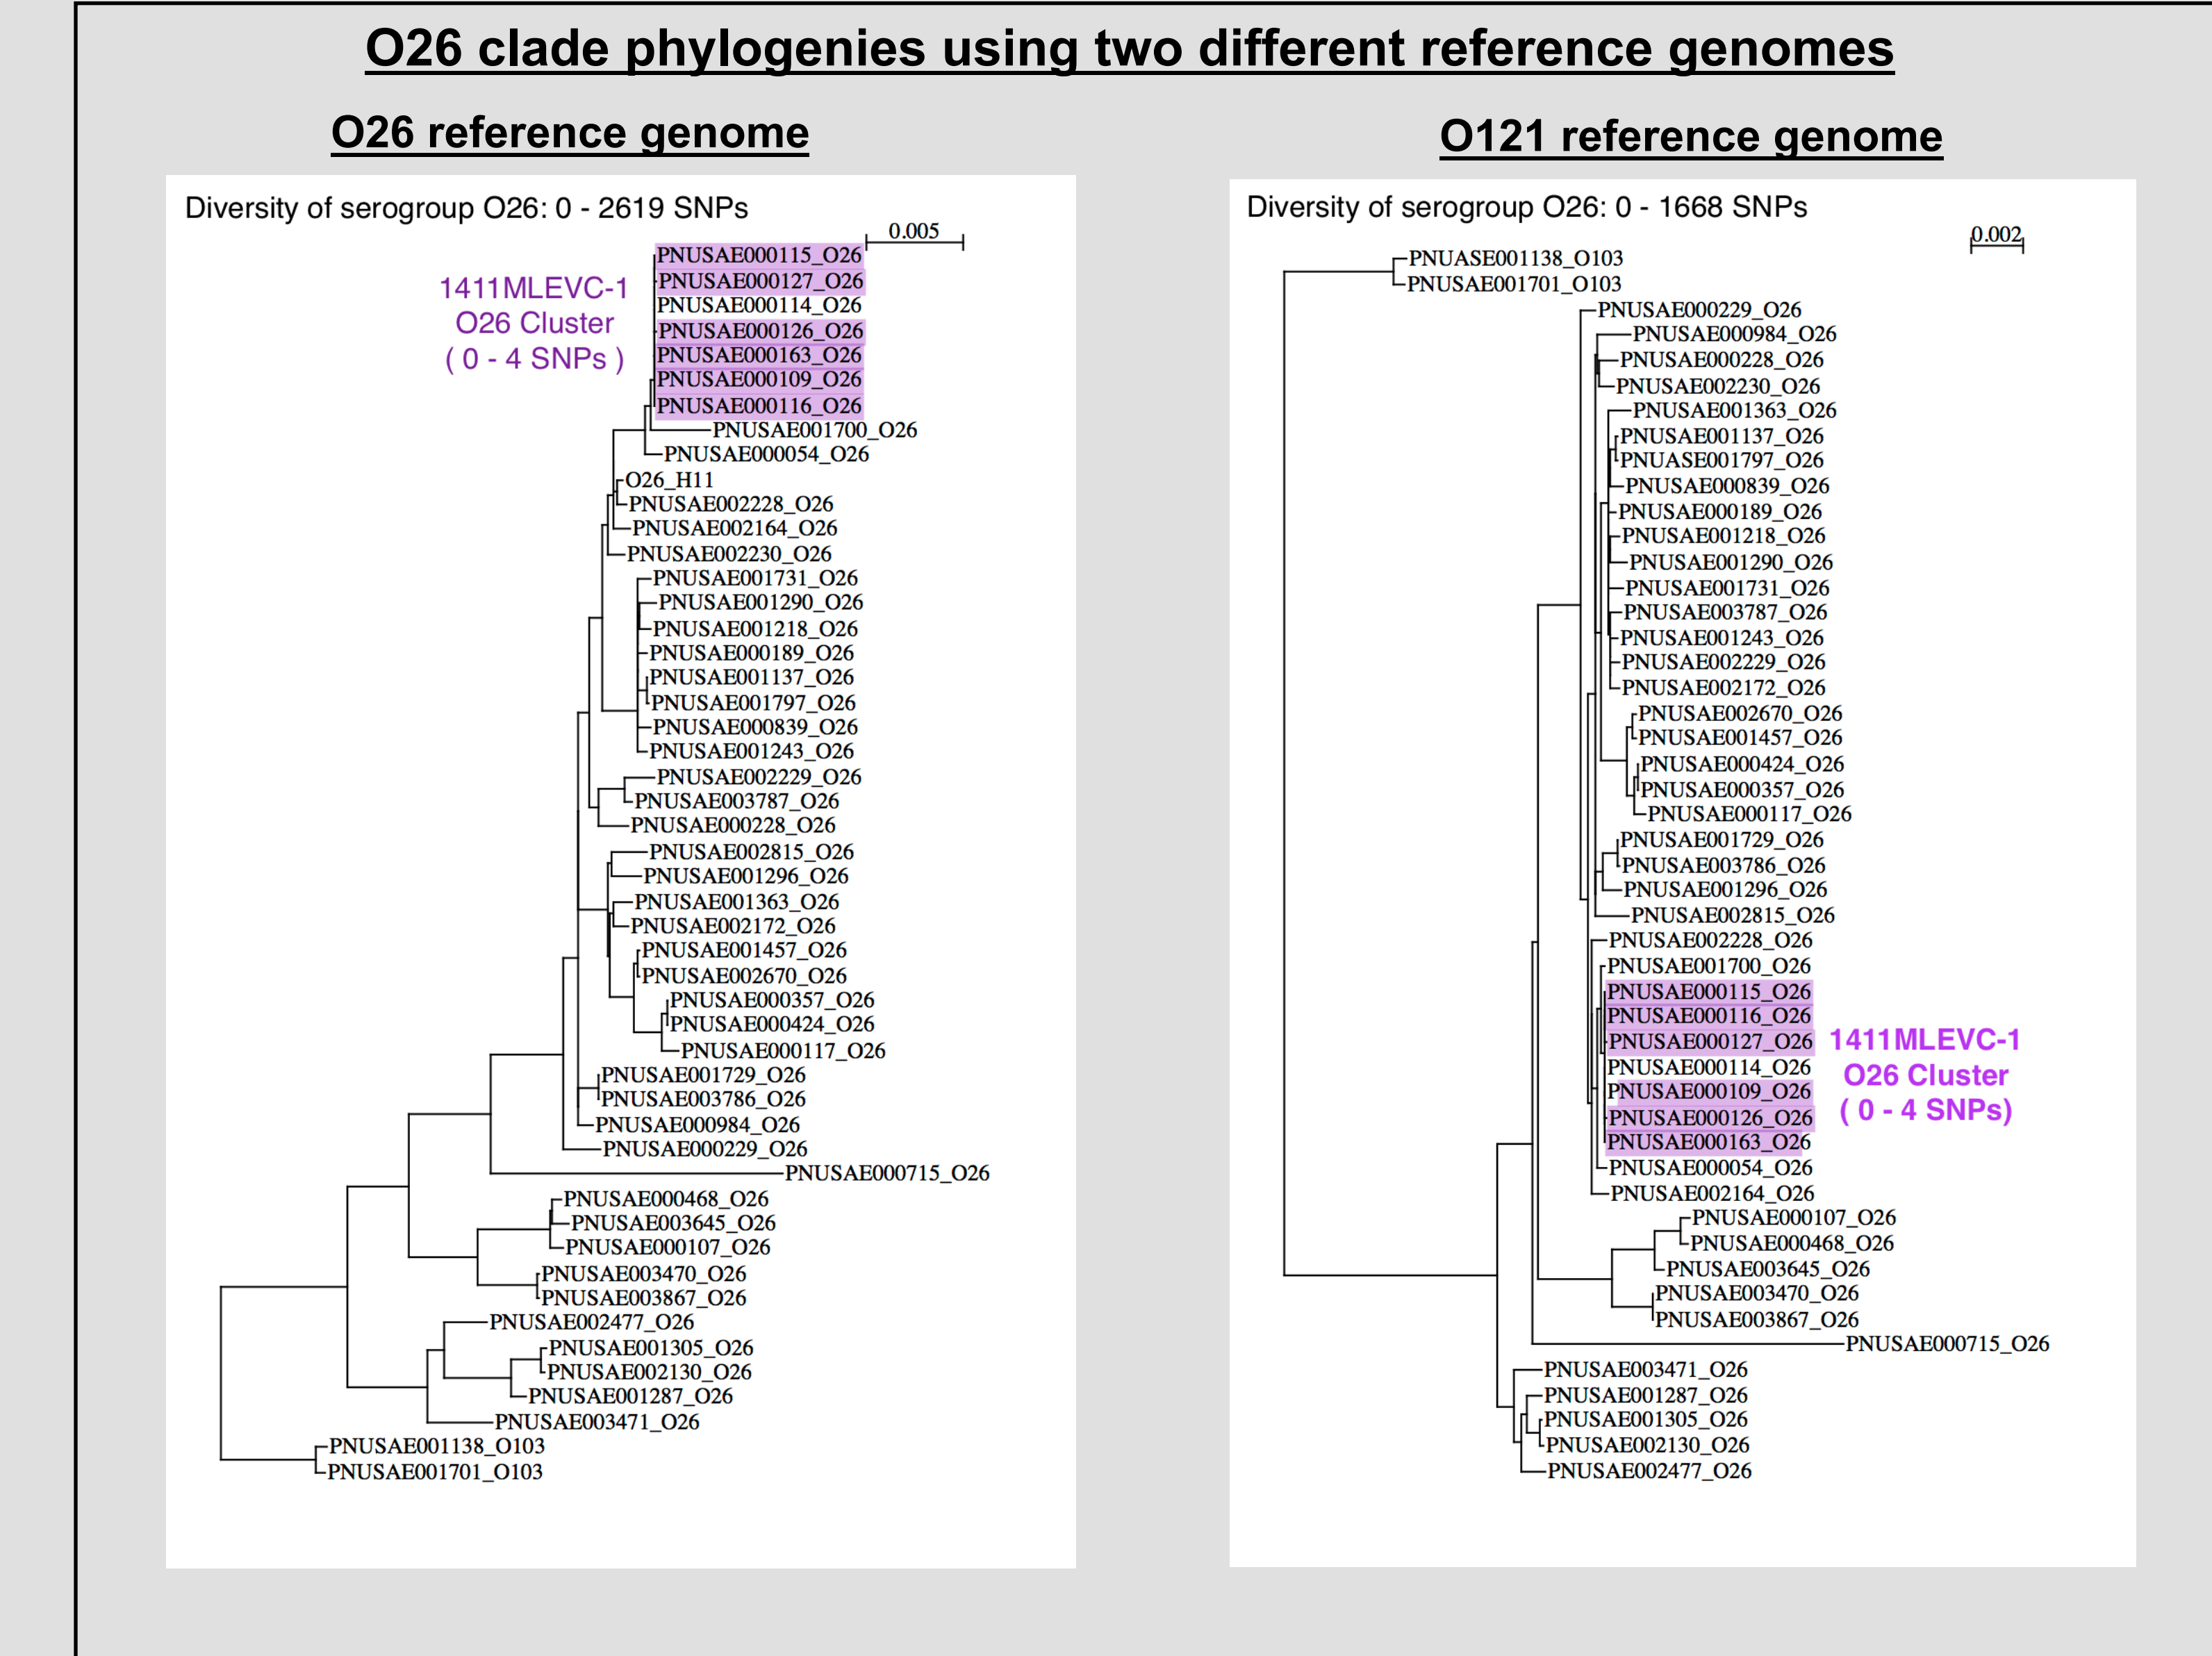 O26 clade phylogenies using two different reference genomes
O26 reference genome
Diversity of serogroup O26: 0 - 2619 SNPs
0.005
1411MLEVC-1
O26 Cluster
( 0 - 4 SNPs )
PNUSAE000115_O26
PNUSAE000127_O26
PNUSAE000114_O26
PNUSAE000126_O26
PNUSAE000163_O26
PNUSAE000109_O26
PNUSAE000116_O26
PNUSAE001700_O26
PNUSAE000054_O26
O26_H11
PNUSAE002228_O26
PNUSAE002164_O26
PNUSAE002230_O26
PNUSAE001731_O26
PNUSAE001290_O26
PNUSAE001218_O26
PNUSAE000189_O26
PNUSAE001137_O26
PNUSAE001797_O26
PNUSAE000839_O26
PNUSAE001243_O26
PNUSAE002229_O26
PNUSAE003787_O26
PNUSAE000228_O26
PNUSAE002815_O26
PNUSAE001296_O26
PNUSAE001363_O26
PNUSAE002172_O26
PNUSAE001457_O26
PNUSAE002670_O26
PNUSAE000357_O26
PNUSAE000424_O26
PNUSAE000117_O26
PNUSAE001729_O26
PNUSAE003786_O26
PNUSAE000984_O26
PNUSAE000229_O26
PNUSAE000715_O26
PNUSAE000468_O26
PNUSAE003645_O26
PNUSAE000107_O26
PNUSAE003470_O26
PNUSAE003867_O26
PNUSAE002477_O26
PNUSAE001305_O26
PNUSAE002130_O26
PNUSAE001287_O26
PNUSAE003471_O26
PNUSAE001138_O103
PNUSAE001701_O103
O121 reference genome
Diversity of serogroup O26: 0 - 1668 SNPs
0.002
PNUASE001138_O103
PNUSAE001701_O103
PNUSAE000229_O26
PNUSAE000984_O26
PNUSAE000228_O26
PNUSAE002230_O26
PNUSAE001363_O26
PNUSAE001137_O26
PNUASE001797_O26
PNUSAE000839_O26
PNUSAE000189_O26
PNUSAE001218_O26
PNUSAE001290_O26
PNUSAE001731_O26
PNUSAE003787_O26
PNUSAE001243_O26
PNUSAE002229_O26
PNUSAE002172_O26
PNUSAE002670_O26
PNUSAE001457_O26
PNUSAE000424_O26
PNUSAE000357_O26
PNUSAE000117_O26
PNUSAE001729_O26
PNUSAE003786_O26
PNUSAE001296_O26
PNUSAE002815_O26
PNUSAE002228_O26
PNUSAE001700_O26
PNUSAE000115_O26
PNUSAE000116_O26
PNUSAE000127_O26
PNUSAE000114_O26
PNUSAE000109_O26
PNUSAE000126_O26
PNUSAE000163_O26
1411MLEVC-1
O26 Cluster
( 0 - 4 SNPs)
PNUSAE000054_O26
PNUSAE002164_O26
PNUSAE000107_O26
PNUSAE000468_O26
PNUSAE003645_O26
PNUSAE003470_O26
PNUSAE003867_O26
PNUSAE000715_O26
PNUSAE003471_O26
PNUSAE001287_O26
PNUSAE001305_O26
PNUSAE002130_O26
PNUSAE002477_O26